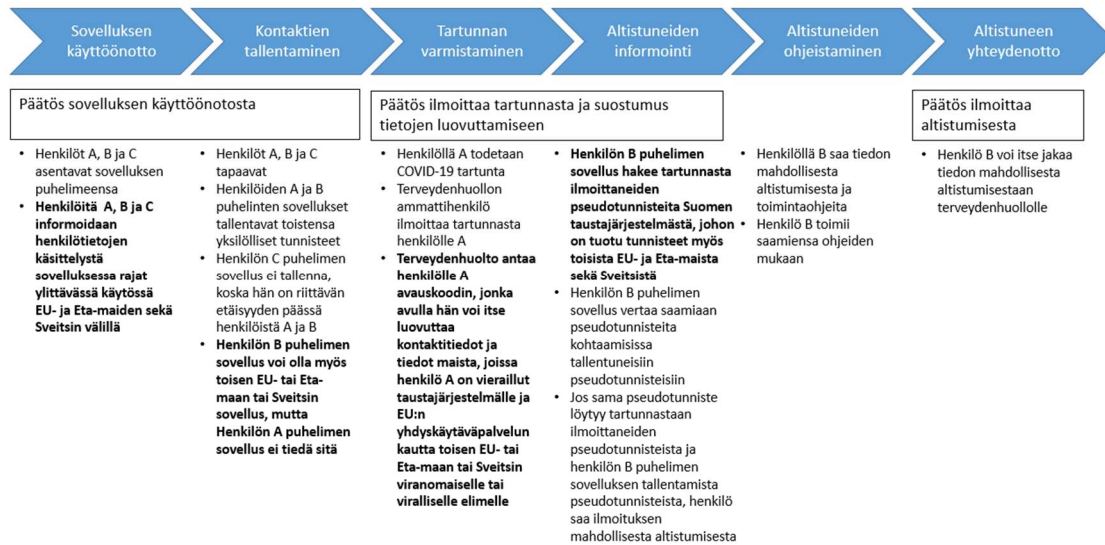 Sovelluksen
käyttöönotto
Kontaktien
tallentaminen
Tartunnan
varmistaminen
Altistuneiden
informointi
Altistuneiden
ohjeistaminen
Altistuneen
yhteydenotto
Päätös sovelluksen käyttöönotosta
Päätös ilmoittaa tartunnasta ja suostumus
tietojen luovuttamiseen
Päätös ilmoittaa
altistumisesta
• Henkilöt A, B ja C
asentavat sovelluksen
puhelimeensa
• Henkilöitä A, B ja C
informoidaan
henkilötietojen
käsittelystä
sovelluksessa rajat
ylittävässä käytössä
EU- ja Eta-maiden sekä
Sveitsin välillä
• Henkilöt A, B ja C
tapaavat
• Henkilöiden A ja B
puhelinten sovellukset
tallentavat toistensa
yksilölliset tunnisteet
• Henkilön C puhelimen
sovellus ei tallenna,
koska hän on riittävän
etäisyyden päässä
henkilöistä A ja B
• Henkilön B puhelimen
sovellus voi olla myös
toisen EU- tai Eta-
maan tai Sveitsin
sovellus, mutta
Henkilön A puhelimen
sovellus ei tiedä sitä
• Henkilöllä A todetaan
COVID-19 tartunta
• Terveydenhuollon
ammattihenkilö
ilmoittaa tartunnasta
henkilölle A
• Terveydenhuolto antaa
henkilölle A
avauskoodin, jonka
avulla hän voi itse
luovuttaa
kontaktitiedot ja
tiedot maista, joissa
henkilö A on vieraillut
taustajärjestelmälle ja
EU:n
yhdyskäytäväpalvelun
kautta toisen EU- tai
Eta-maan tai Sveitsin
viranomaiselle tai
viralliselle elimelle
• Henkilön B puhelimen
sovellus hakee tartunnasta
ilmoittaneiden
pseudotunnisteita Suomen
taustajärjestelmästä, johon
on tuotu tunnisteet myös
toisista EU- ja Eta-maista
sekä Sveitsistä
• Henkilön B puhelimen
sovellus vertaa saamiaan
pseudotunnisteita
kohtaamisissa
tallentuneisiin
pseudotunnisteisiin
• Jos sama pseudotunniste
löytyy tartunnastaan
ilmoittaneiden
pseudotunnisteista ja
henkilön B puhelimen
sovelluksen tallentamista
pseudotunnisteista, henkilö
saa ilmoituksen
mahdollisesta altistumisesta
• Henkilöllä B saa tiedon
mahdollisesta
altistumisesta ja
toimintaohjeita
• Henkilö B toimii
saamiensa ohjeiden
mukaan
• Henkilö B voi itse jakaa
tiedon mahdollisesta
altistumisestaan
terveydenhuollolle